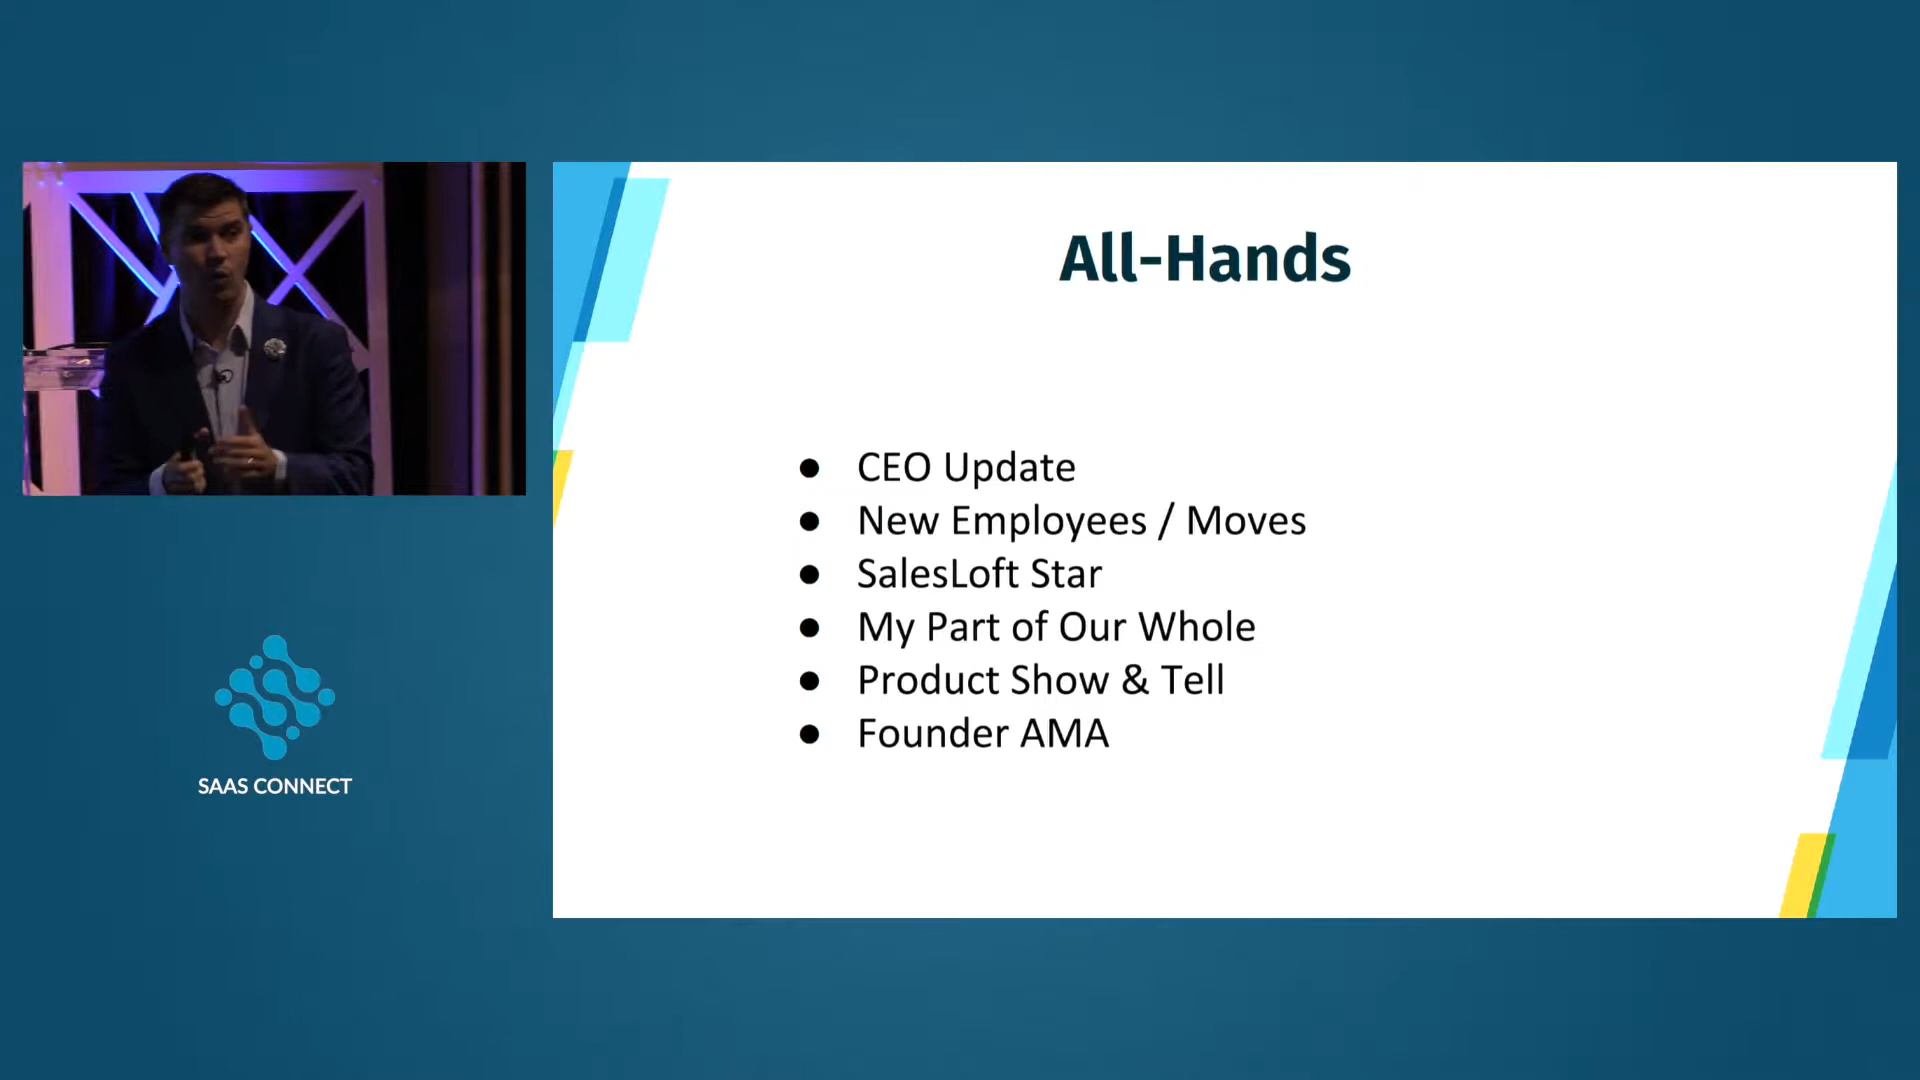 All-Hands
CEO Update
New Employees / Moves
SalesLoft Star
My Part of Our Whole
Product Show & Tell
Founder AMA
SAAS CONNECT